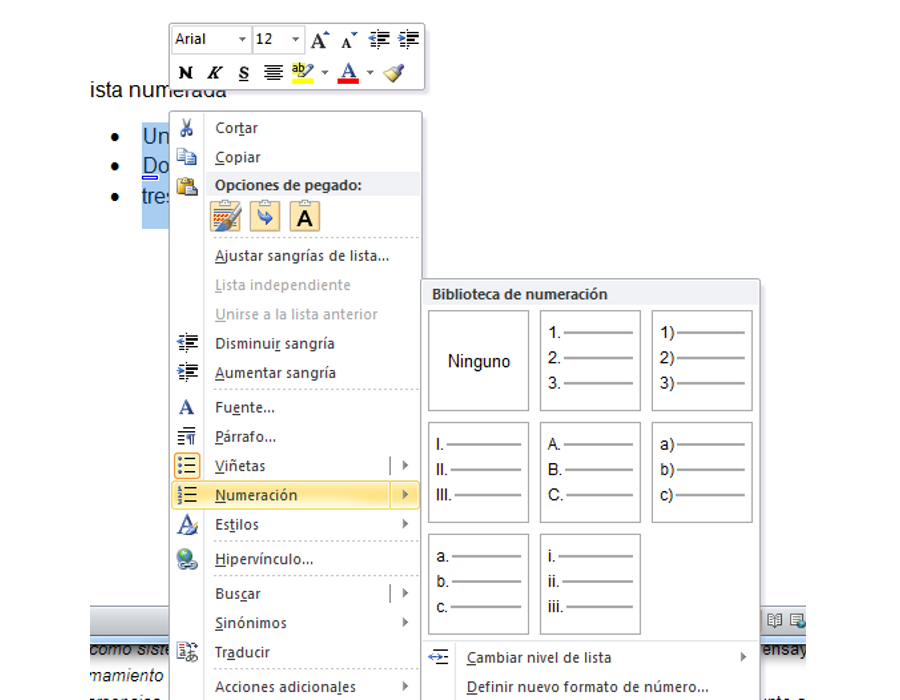 Arial 12
N K S
ista numerada
Cortar
Copiar
Opciones de pegado:
A
Ajustar sangrías de lista...
Lista independiente
Unirse a la lista anterior
Disminuir sangría
Aumentar sangría
Fuente...
Párrafo...
Viñetas
Numeración
Estilos
Hipervínculo...
Buscar
Sinónimos
Traducir
Acciones adicionales
• Un
• Do
• tres
Biblioteca de numeración
Ninguno
1.
2.
3.
1)
2)
3)
I.
II.
III.
A.
B.
C.
a)
b)
c)
a.
b.
c.
i.
ii.
iii.
Cambiar nivel de lista
Definir nuevo formato de número...
como siste
ensay
mamiento